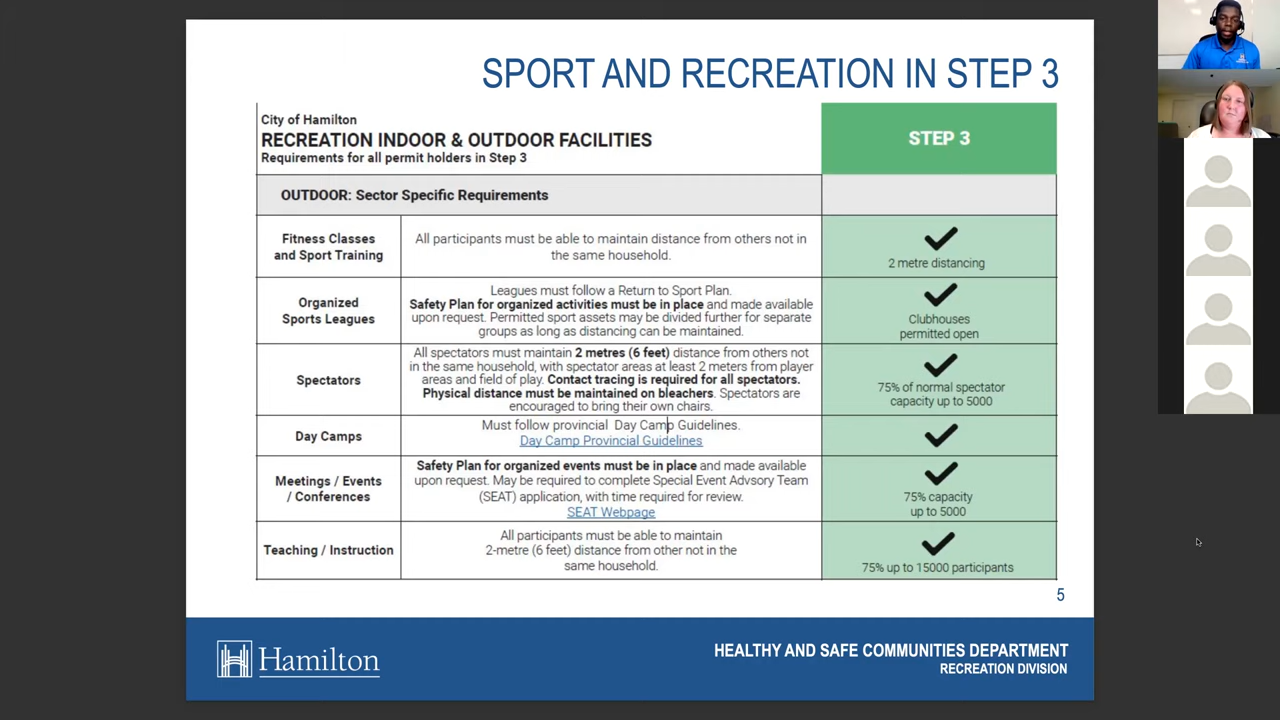 SPORT AND RECREATION IN STEP 3
City of Hamilton
RECREATION INDOOR & OUTDOOR FACILITIES
Requirements for all permit holders in Step 3
STEP 3
OUTDOOR: Sector Specific Requirements
Fitness Classes
and Sport Training
All participants must be able to maintain distance from others not in
the same household.
2 metre distancing
Organized
Sports Leagues
Leagues must follow a Return to Sport Plan.
Safety Plan for organized activities must be in place and made available
upon request. Permitted sport assets may be divided further for separate
groups as long as distancing can be maintained.
Clubhouses
permitted open
Spectators
All spectators must maintain 2 metres (6 feet) distance from others not
in the same household, with spectator areas at least 2 meters from player
areas and field of play. Contact tracing is required for all spectators.
Physical distance must be maintained on bleachers. Spectators are
encouraged to bring their own chairs.
75% of normal spectator
capacity up to 5000
Day Camps
Must follow provincial Day Camp Guidelines.
Day Camp Provincial Guidelines
Meetings / Events
/ Conferences
Safety Plan for organized events must be in place and made available
upon request. May be required to complete Special Event Advsory Team
(SEAT) application, with time required for review.
SEAT Webpage
75% capacity
up to 5000
Teaching / Instruction
All participants must be able to maintain
2-metre (6 feet) distance from other not in the
same household.
75% up to 15000 participants
5
Hamilton
HEALTHY AND SAFE COMMUNITIES DEPARTMENT
RECREATION DIVISION